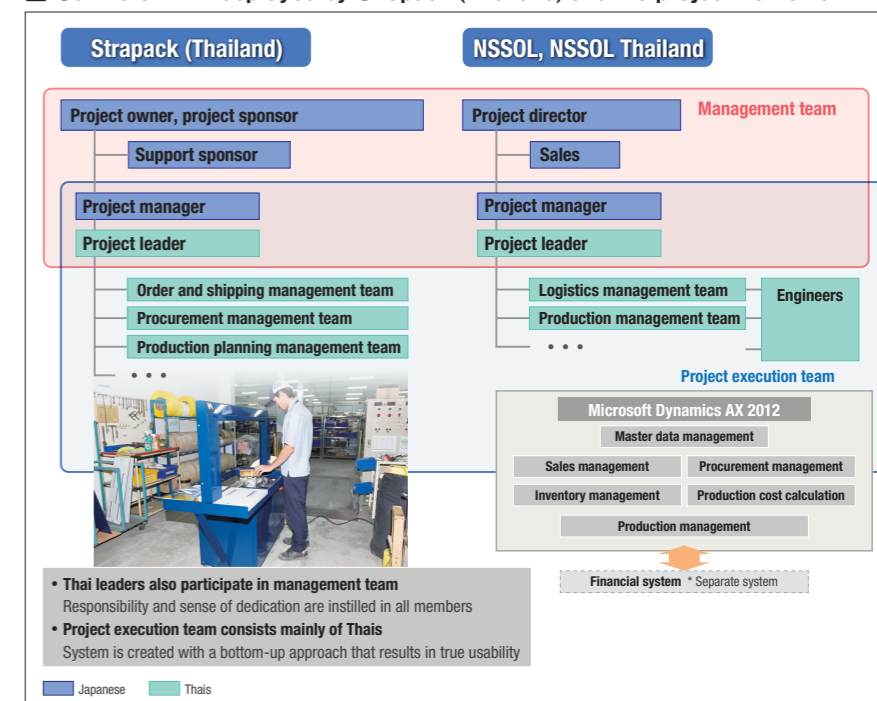 Strapack (Thailand)
NSSOL, NSSOL Thailand
Management team
Project owner, project sponsor
Support sponsor
Project manager
Project leader
Order and shipping management team
Procurement management team
Production planning management team
• • •
Project director
Sales
Project manager
Project leader
Logistics management team
Production management team
• • •
Engineers
Project execution team
Microsoft Dynamics AX 2012
Master data management
Sales management
Procurement management
Inventory management
Production cost calculation
Production management
Financial system * Separate system
• Thai leaders also participate in management team
Responsibility and sense of dedication are instilled in all members
• Project execution team consists mainly of Thais
System is created with a bottom-up approach that results in true usability
Japanese
Thais